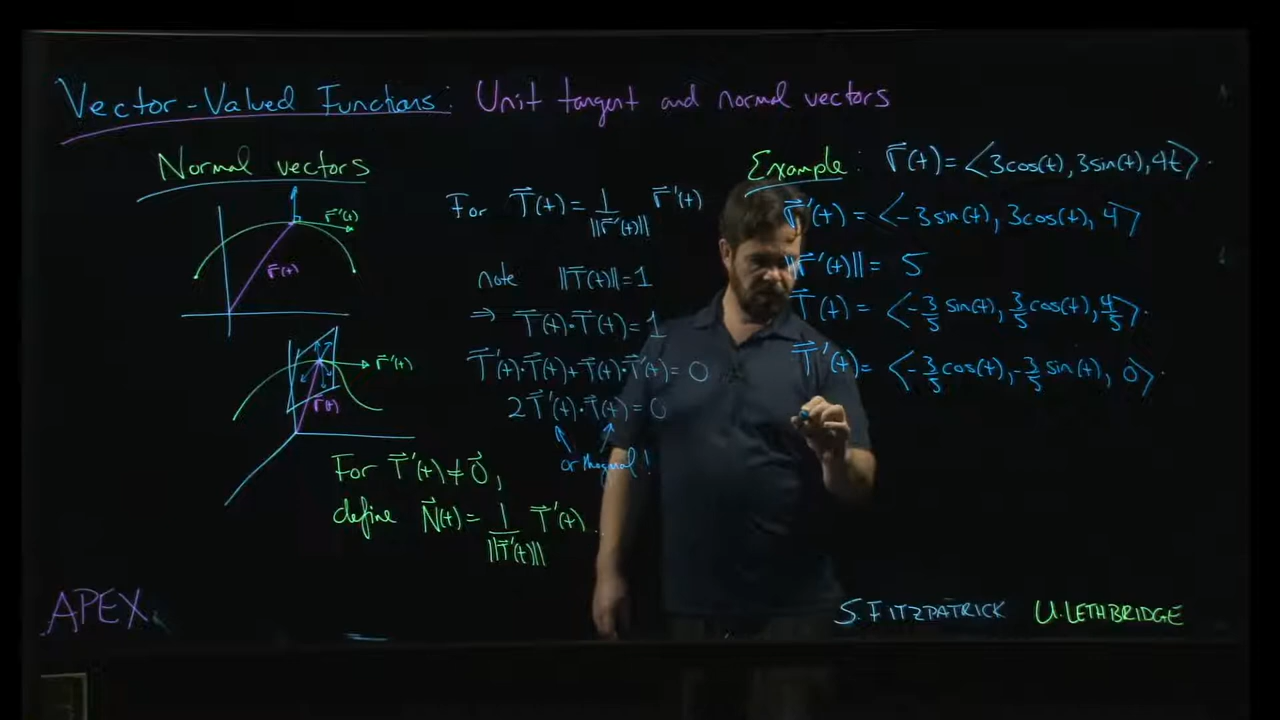 Vector-Valued Functions: Unit tangent and normal vectors
Normal vectors
r⃗'(t)
r⃗(t)
r⃗'(t)
r⃗(t)
For T⃗(t) = 1/||r⃗'(t)|| r⃗'(t)
note ||T⃗(t)|| = 1
⇒ T⃗(t)·T⃗(t) = 1
T⃗'(t)·T⃗(t) + T⃗(t)·T⃗'(t) = 0
2T⃗'(t)·T⃗(t) = 0
orthogonal!
For T⃗'(t) ≠ 0⃗,
define N⃗(t) = 1/||T⃗'(t)|| T⃗'(t)
Example: r⃗(t) = ⟨3cos(t), 3sin(t), 4t⟩.
r⃗'(t) = ⟨-3sin(t), 3cos(t), 4⟩
||r⃗'(t)|| = 5
T⃗(t) = ⟨-3/5 sin(t), 3/5 cos(t), 4/5⟩.
T⃗'(t) = ⟨-3/5 cos(t), -3/5 sin(t), 0⟩.
APEX
S. FITZPATRICK U. LETHBRIDGE